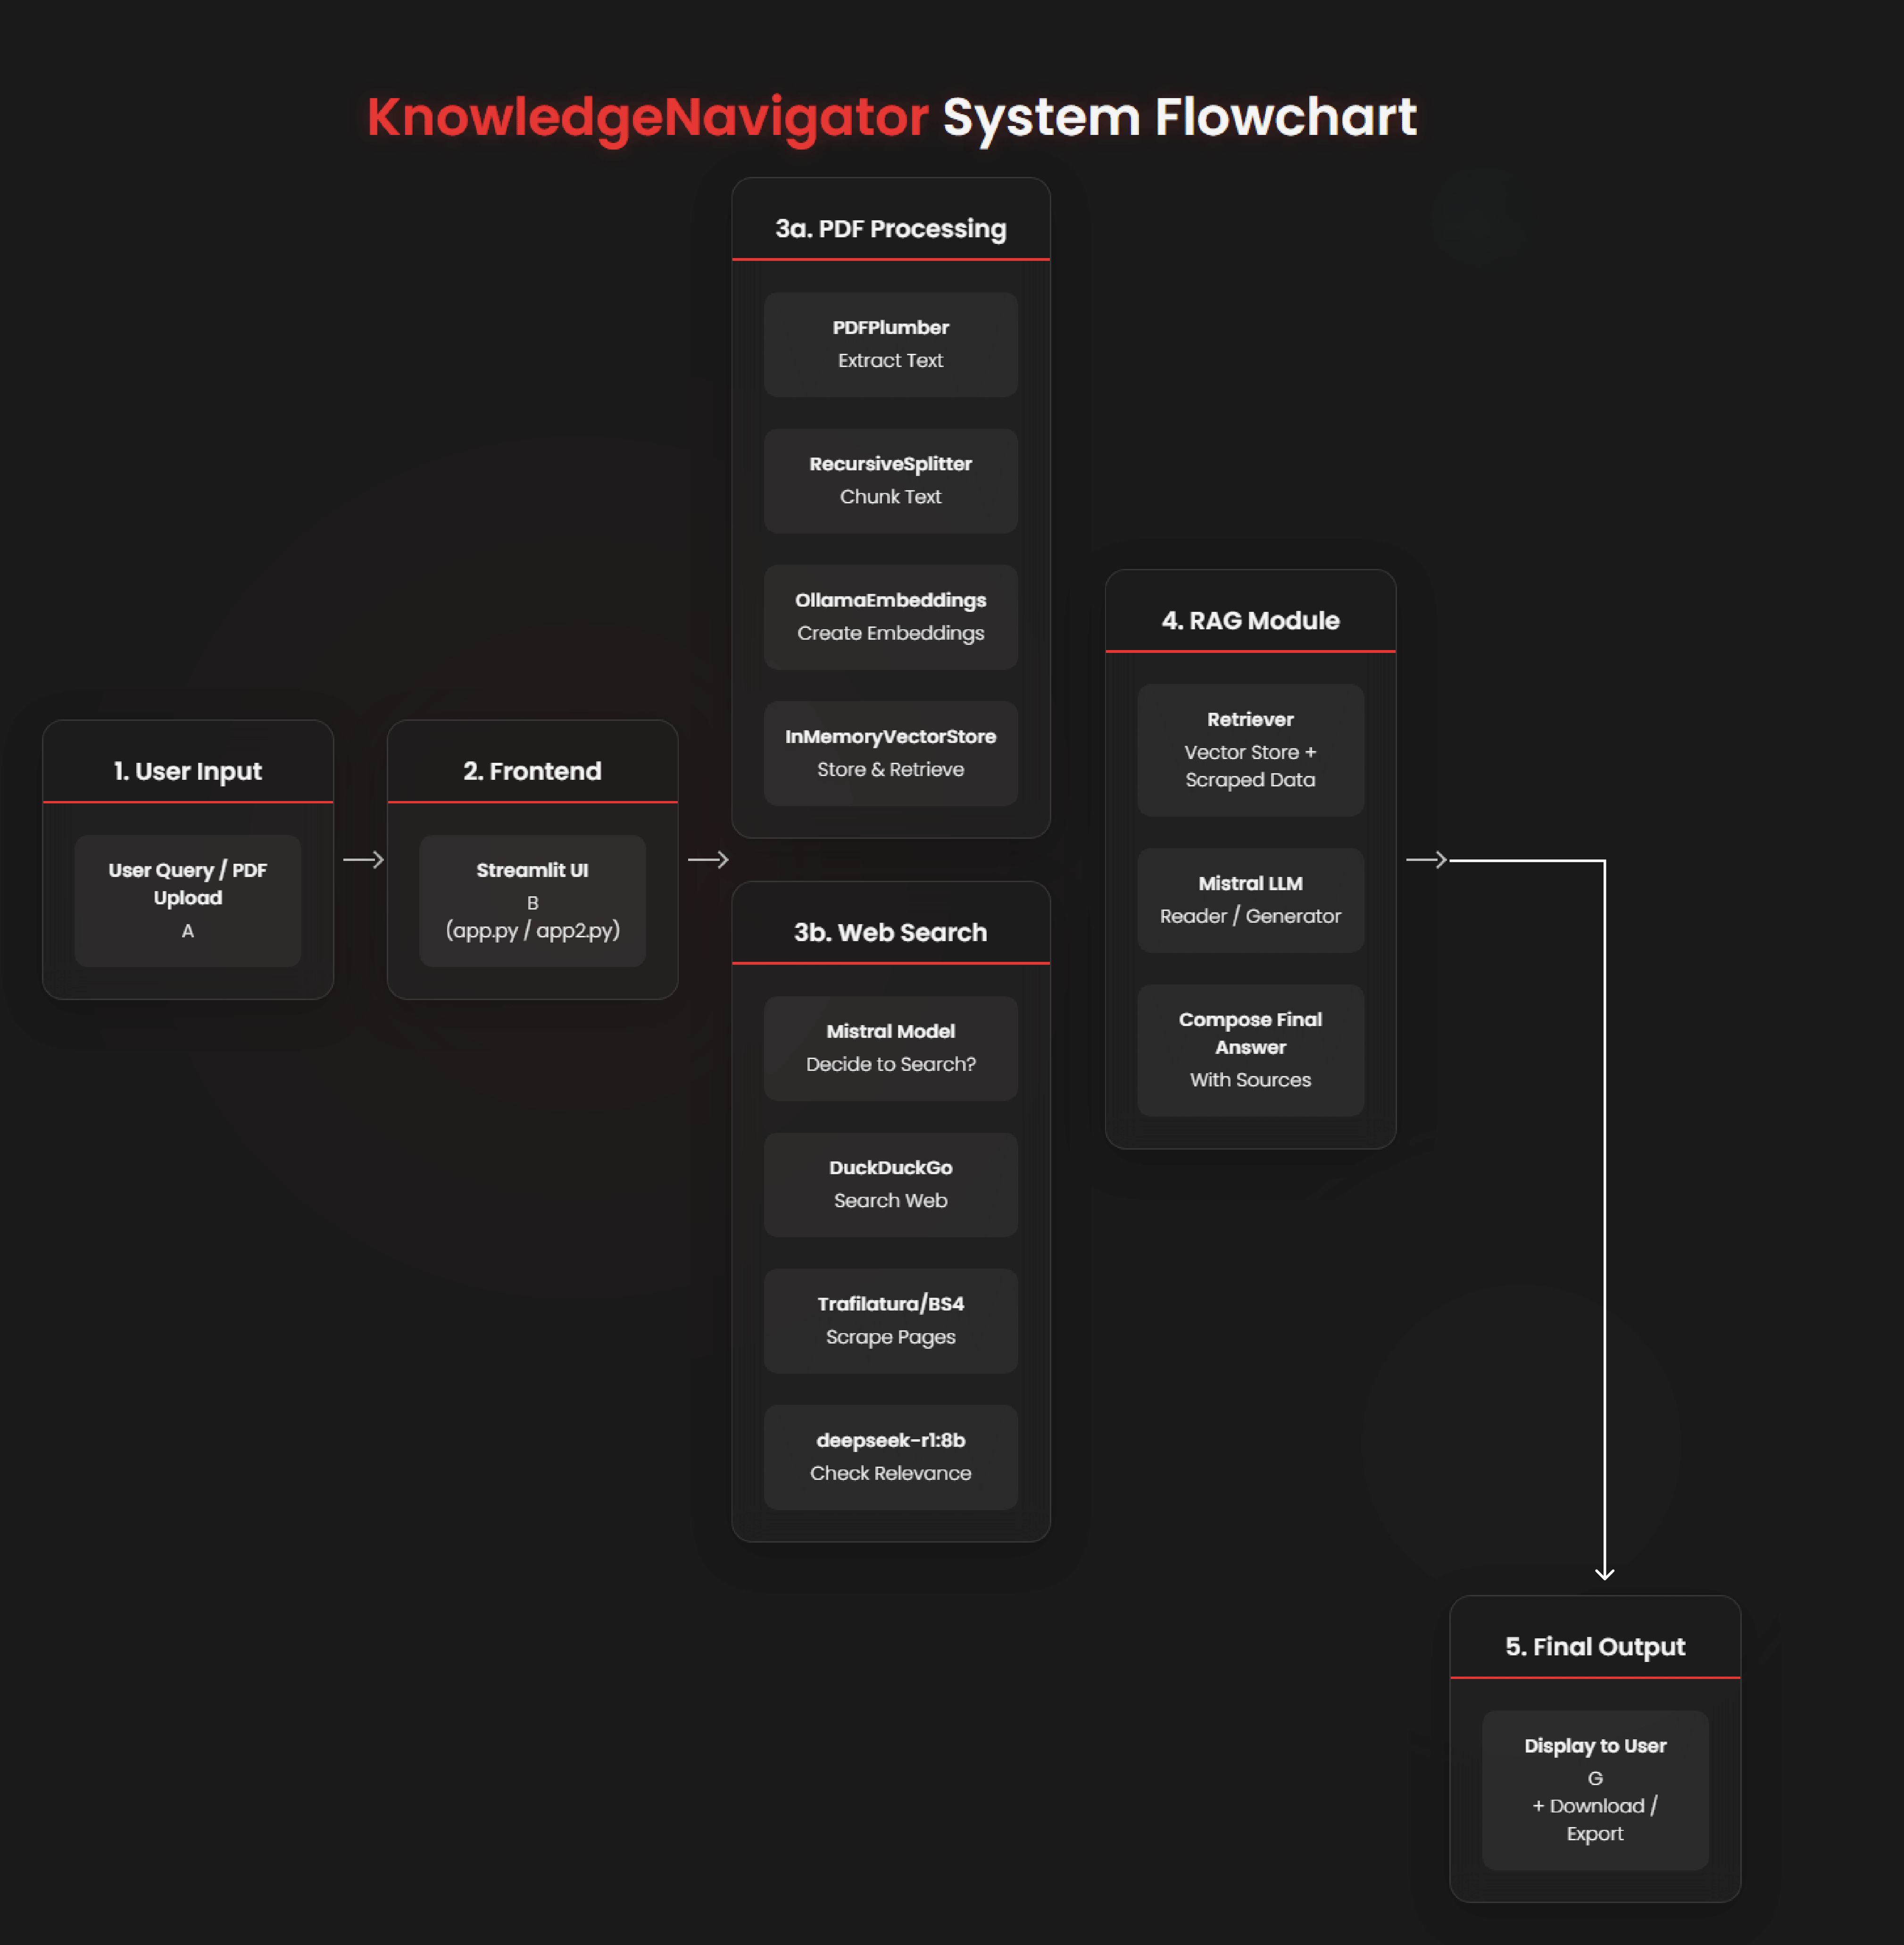 KnowledgeNavigator System Flowchart
1. User Input
User Query / PDF
Upload
A
2. Frontend
Streamlit UI
B
(app.py / app2.py)
3a. PDF Processing
PDFPlumber
Extract Text
RecursiveSplitter
Chunk Text
OllamaEmbeddings
Create Embeddings
InMemoryVectorStore
Store & Retrieve
3b. Web Search
Mistral Model
Decide to Search?
DuckDuckGo
Search Web
Trafilatura/BS4
Scrape Pages
deepseek-r1:8b
Check Relevance
4. RAG Module
Retriever
Vector Store +
Scraped Data
Mistral LLM
Reader / Generator
Compose Final
Answer
With Sources
5. Final Output
Display to User
G
+ Download /
Export